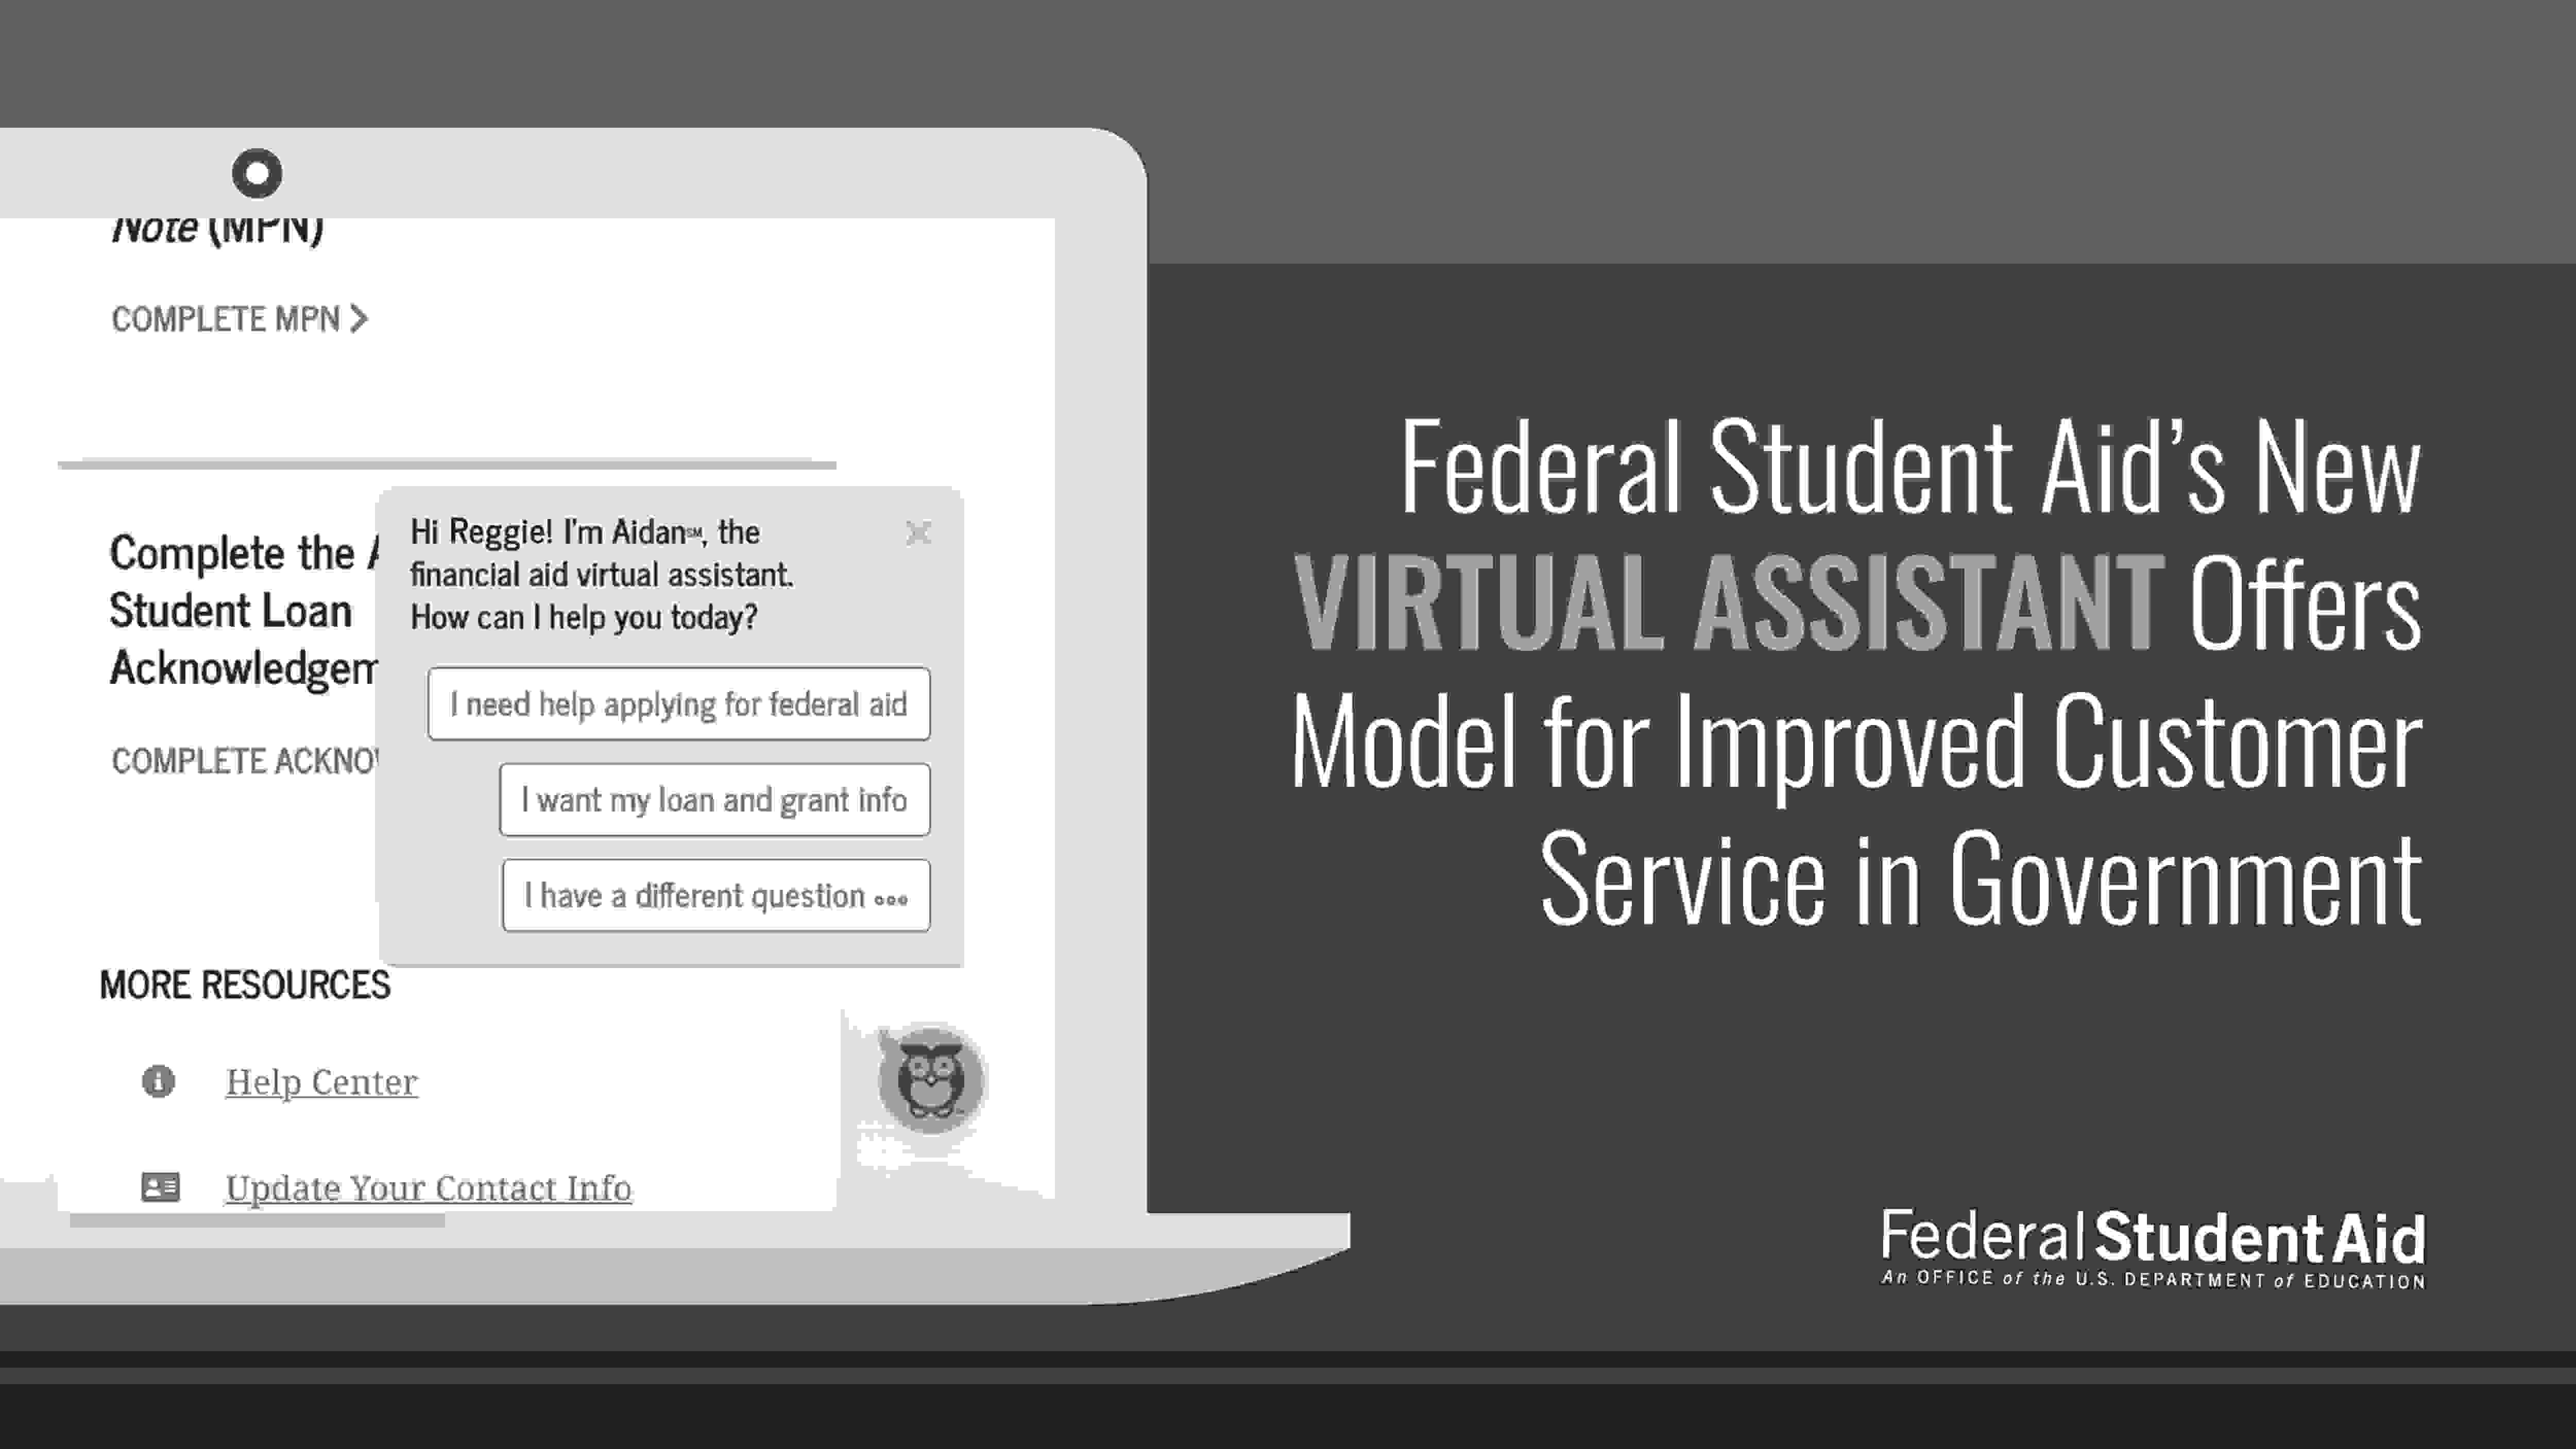 Note (MPN)
COMPLETE MPN
Complete the
Student Loan
Acknowledgem
COMPLETE ACKNO
Hi Reggie! I'm Aidan℠, the
financial aid virtual assistant.
How can I help you today?
I need help applying for federal aid
I want my loan and grant info
I have a different question
MORE RESOURCES
Help Center
Update Your Contact Info
Federal Student Aid's New
VIRTUAL ASSISTANT Offers
Model for Improved Customer
Service in Government
Federal Student Aid
An OFFICE of the U.S. DEPARTMENT of EDUCATION